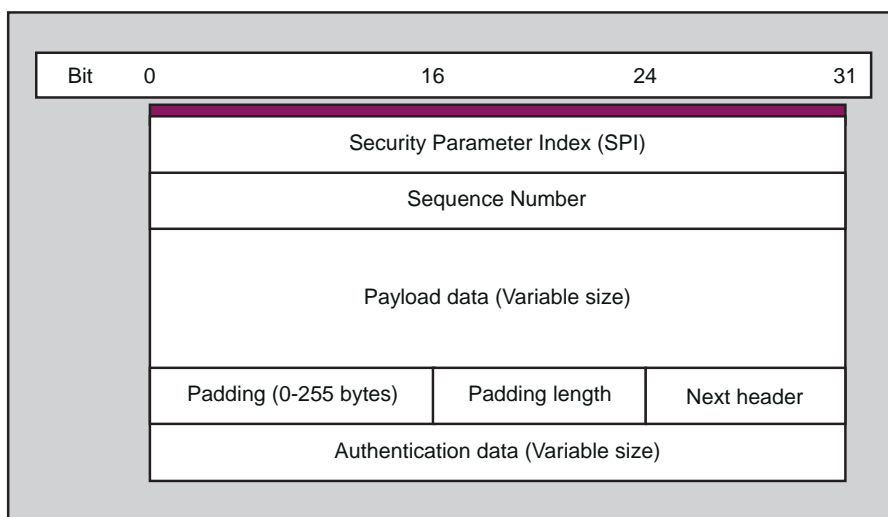 Bit 0 16 24 31
Security Parameter Index (SPI)
Sequence Number
Payload data (Variable size)
Padding (0-255 bytes) Padding length Next header
Authentication data (Variable size)